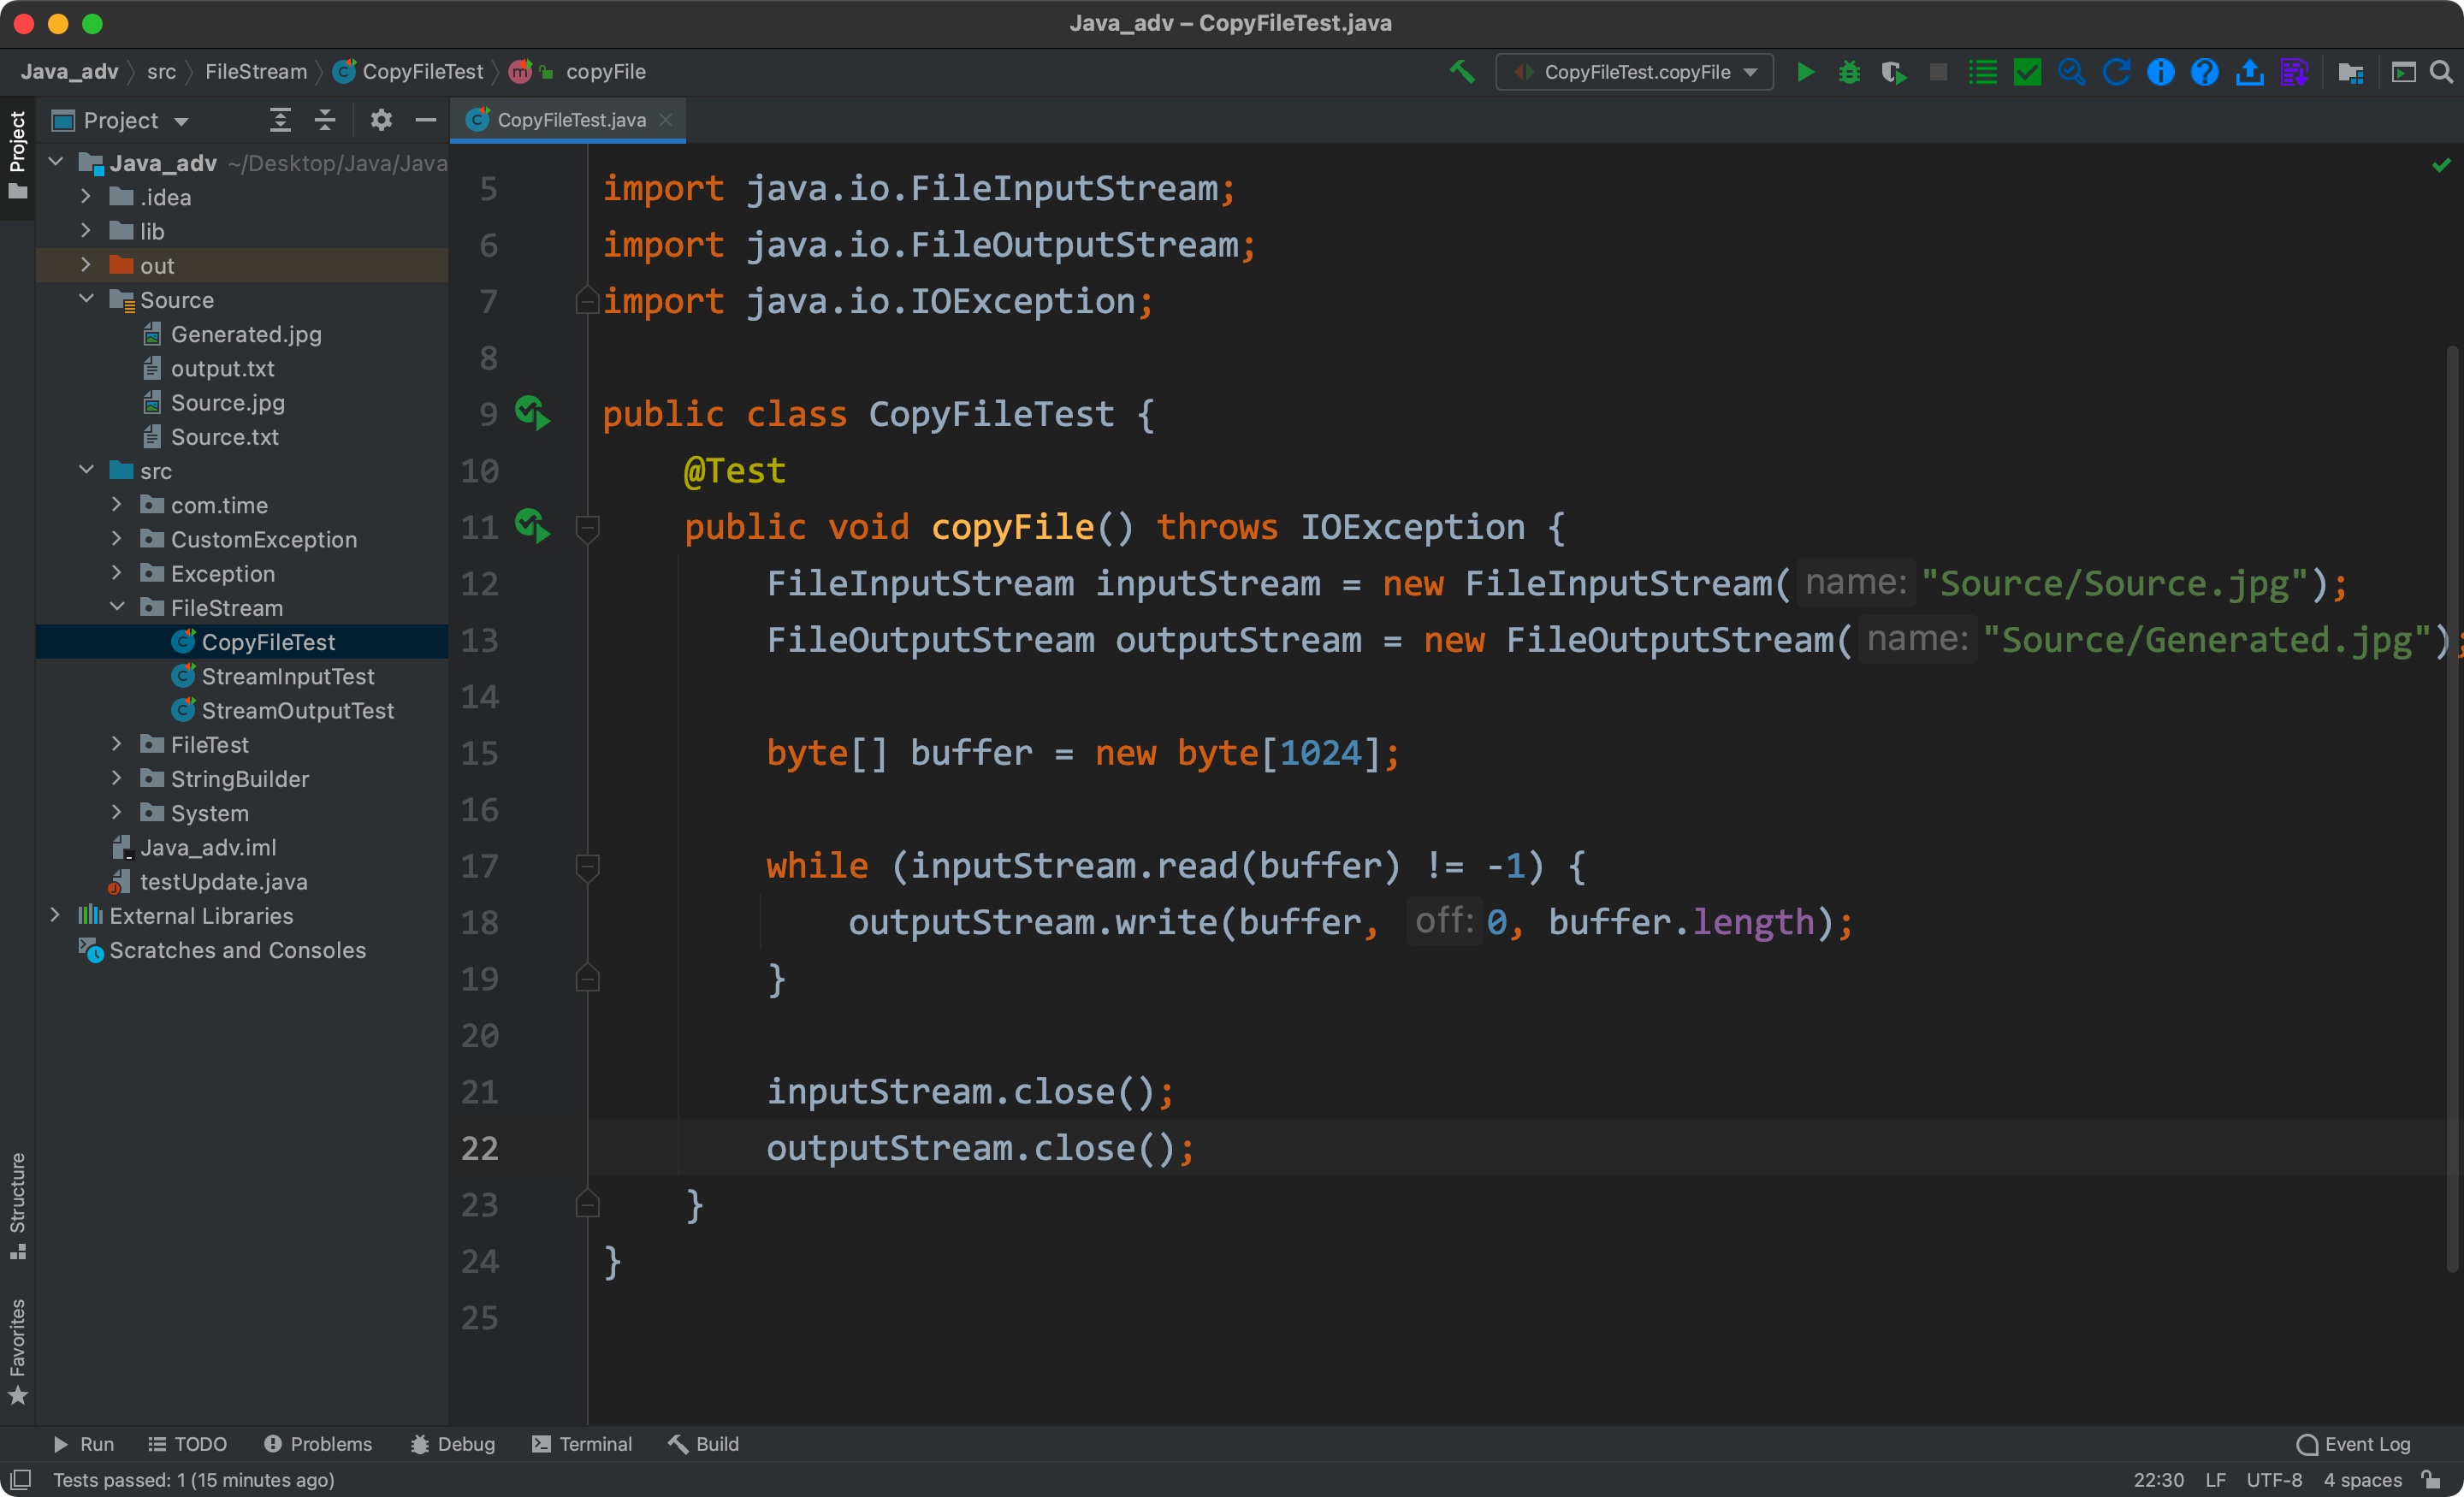 Java_adv – CopyFileTest.java
Java_adv src FileStream CopyFileTest m copyFile CopyFileTest.copyFile
Project
Project
CopyFileTest.java
Java_adv ~/Desktop/Java/Java
.idea
lib
out
Source
Generated.jpg
output.txt
Source.jpg
Source.txt
src
com.time
CustomException
Exception
FileStream
CopyFileTest
StreamInputTest
StreamOutputTest
FileTest
StringBuilder
System
Java_adv.iml
testUpdate.java
External Libraries
Scratches and Consoles
Structure
Favorites
5 import java.io.FileInputStream;
6 import java.io.FileOutputStream;
7 import java.io.IOException;
8
9 public class CopyFileTest {
10 @Test
11 public void copyFile() throws IOException {
12 FileInputStream inputStream = new FileInputStream( name: "Source/Source.jpg");
13 FileOutputStream outputStream = new FileOutputStream( name: "Source/Generated.jpg");
14
15 byte[] buffer = new byte[1024];
16
17 while (inputStream.read(buffer) != -1) {
18 outputStream.write(buffer, off: 0, buffer.length);
19 }
20
21 inputStream.close();
22 outputStream.close();
23 }
24 }
25
Run TODO Problems Debug Terminal Build Event Log
Tests passed: 1 (15 minutes ago) 22:30 LF UTF-8 4 spaces